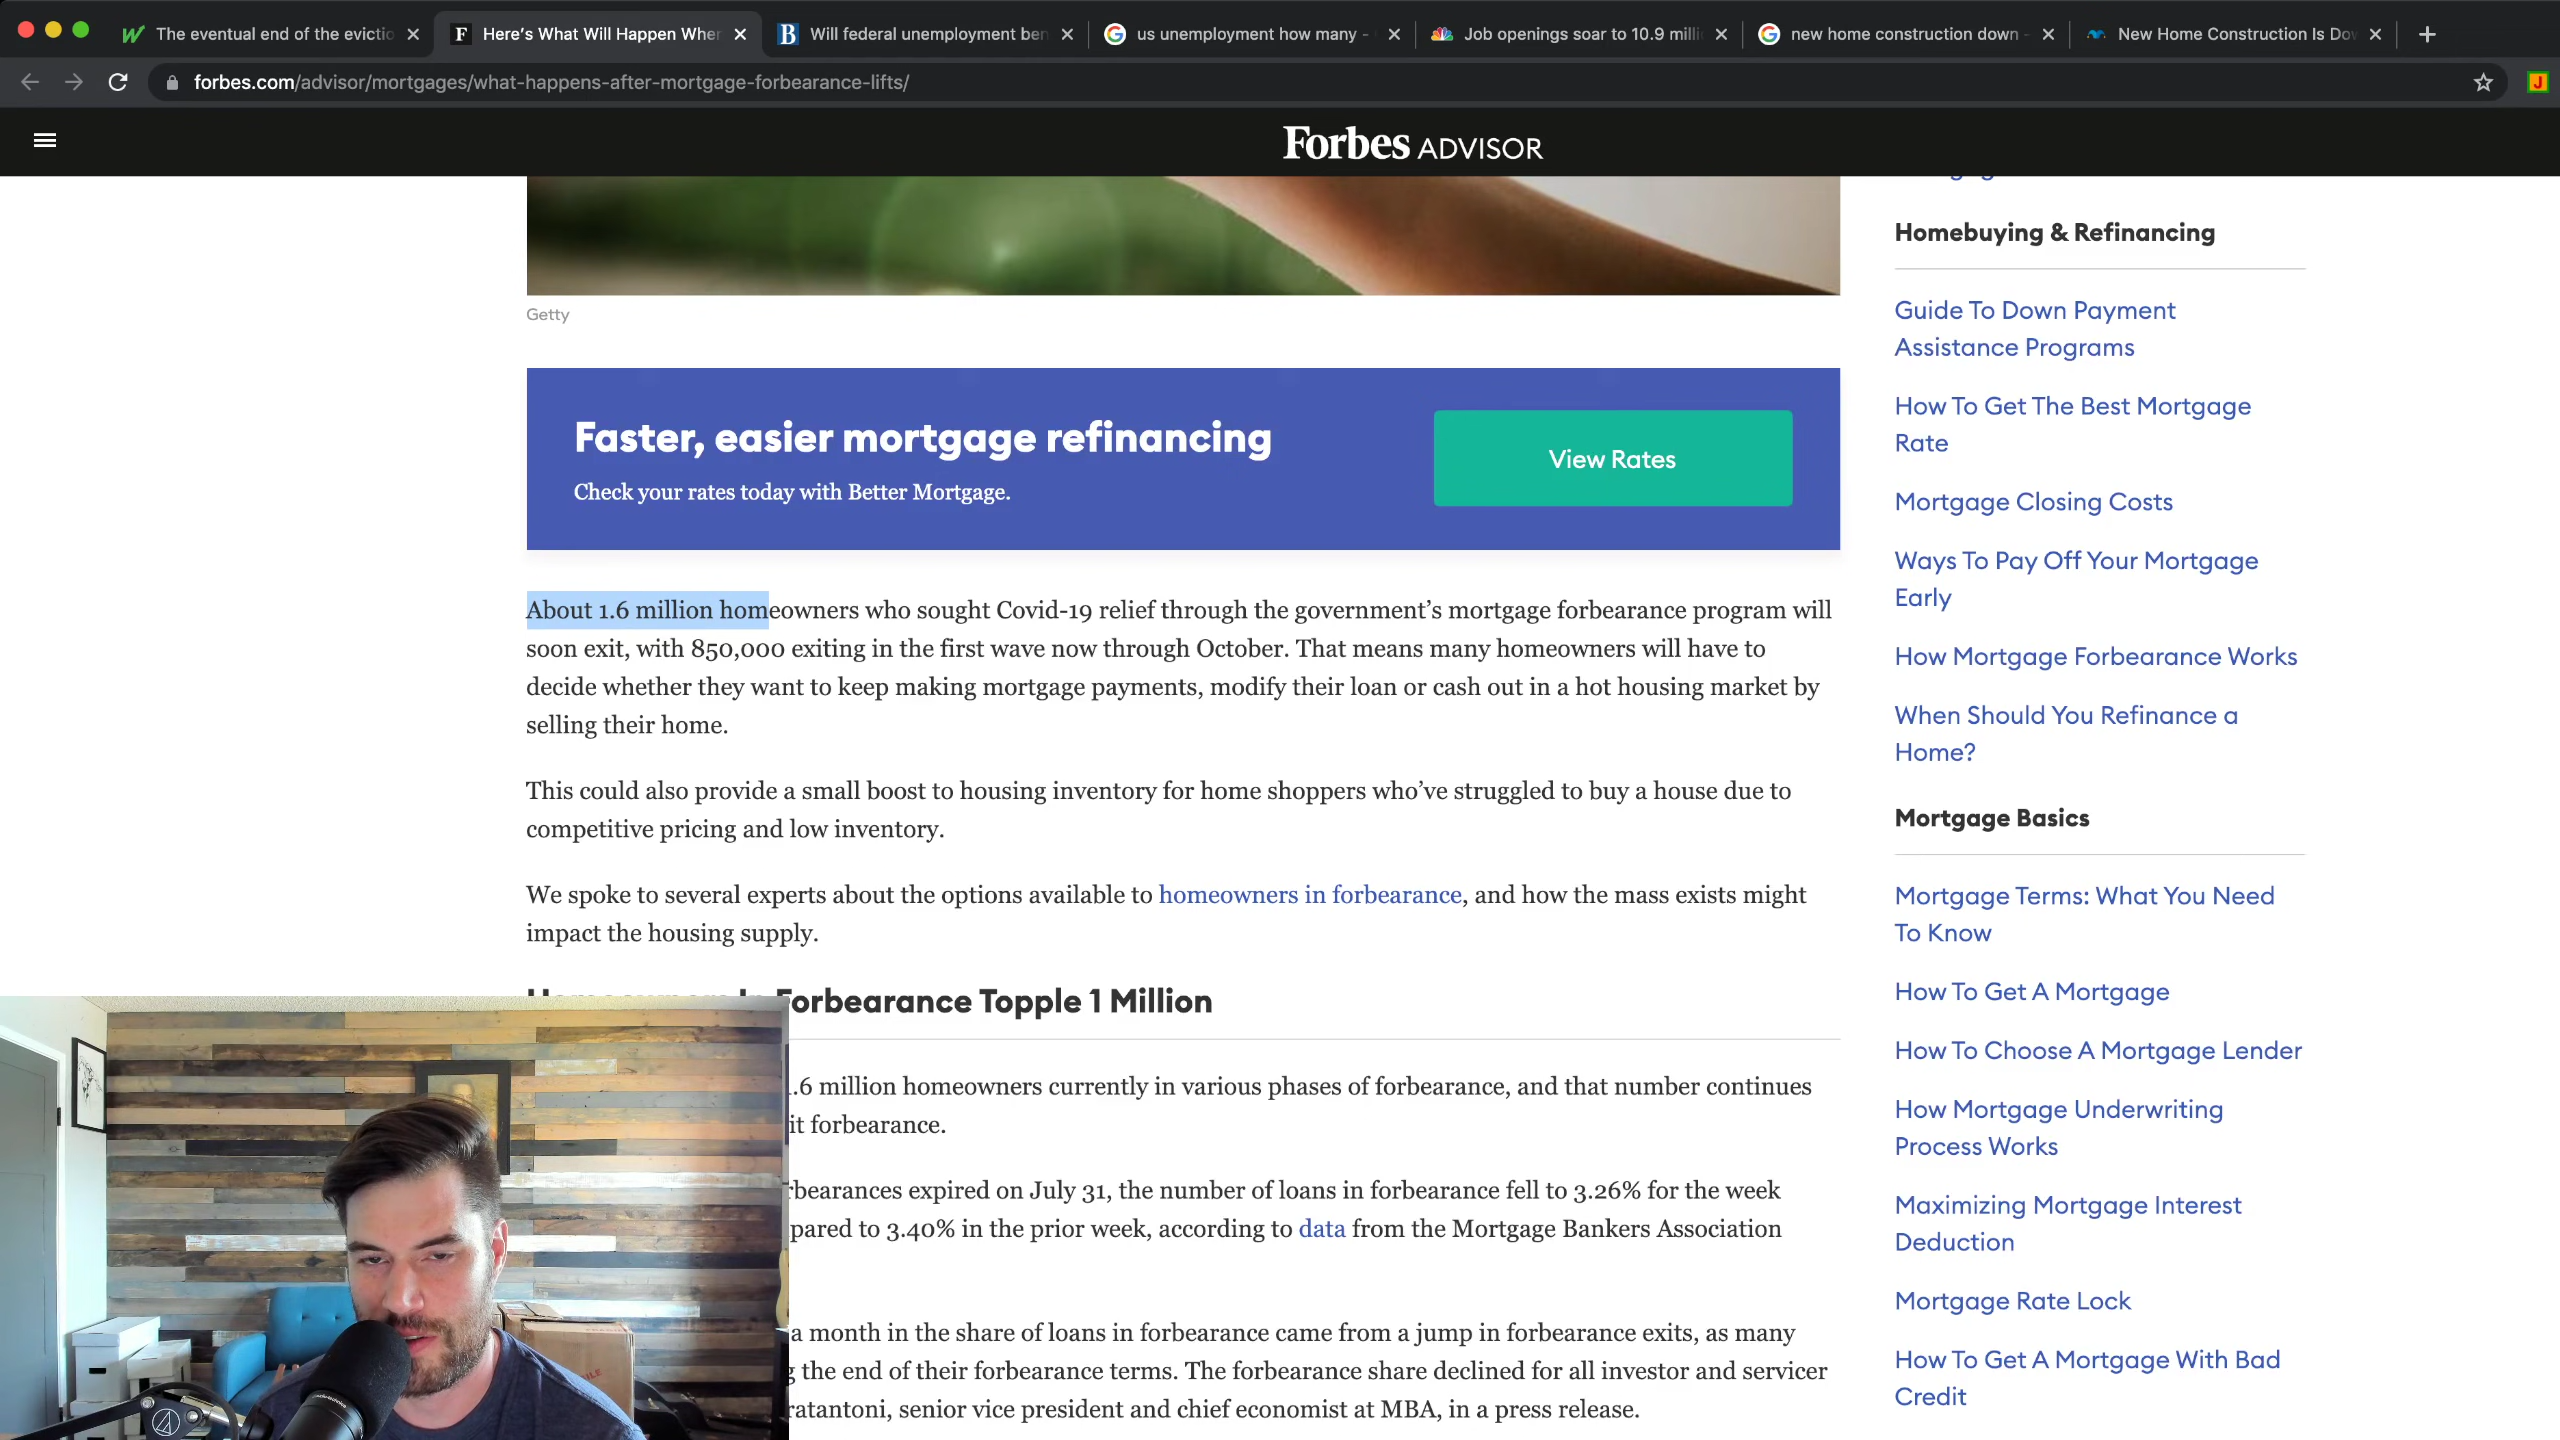 The eventual end of the evictio
Here's What Will Happen Wher
Will federal unemployment ben
us unemployment how many -
Job openings soar to 10.9 milli
new home construction down -
New Home Construction Is Dow
forbes.com/advisor/mortgages/what-happens-after-mortgage-forbearance-lifts/
J
Forbes ADVISOR
Getty
Faster, easier mortgage refinancing
Check your rates today with Better Mortgage.
View Rates
About 1.6 million homeowners who sought Covid-19 relief through the government's mortgage forbearance program will
soon exit, with 850,000 exiting in the first wave now through October. That means many homeowners will have to
decide whether they want to keep making mortgage payments, modify their loan or cash out in a hot housing market by
selling their home.
This could also provide a small boost to housing inventory for home shoppers who've struggled to buy a house due to
competitive pricing and low inventory.
We spoke to several experts about the options available to homeowners in forbearance, and how the mass exists might
impact the housing supply.
Forbearance Topple 1 Million
.6 million homeowners currently in various phases of forbearance, and that number continues
it forbearance.
rbearances expired on July 31, the number of loans in forbearance fell to 3.26% for the week
pared to 3.40% in the prior week, according to data from the Mortgage Bankers Association
a month in the share of loans in forbearance came from a jump in forbearance exits, as many
g the end of their forbearance terms. The forbearance share declined for all investor and servicer
ratantoni, senior vice president and chief economist at MBA, in a press release.
Homebuying & Refinancing
Guide To Down Payment
Assistance Programs
How To Get The Best Mortgage
Rate
Mortgage Closing Costs
Ways To Pay Off Your Mortgage
Early
How Mortgage Forbearance Works
When Should You Refinance a
Home?
Mortgage Basics
Mortgage Terms: What You Need
To Know
How To Get A Mortgage
How To Choose A Mortgage Lender
How Mortgage Underwriting
Process Works
Maximizing Mortgage Interest
Deduction
Mortgage Rate Lock
How To Get A Mortgage With Bad
Credit